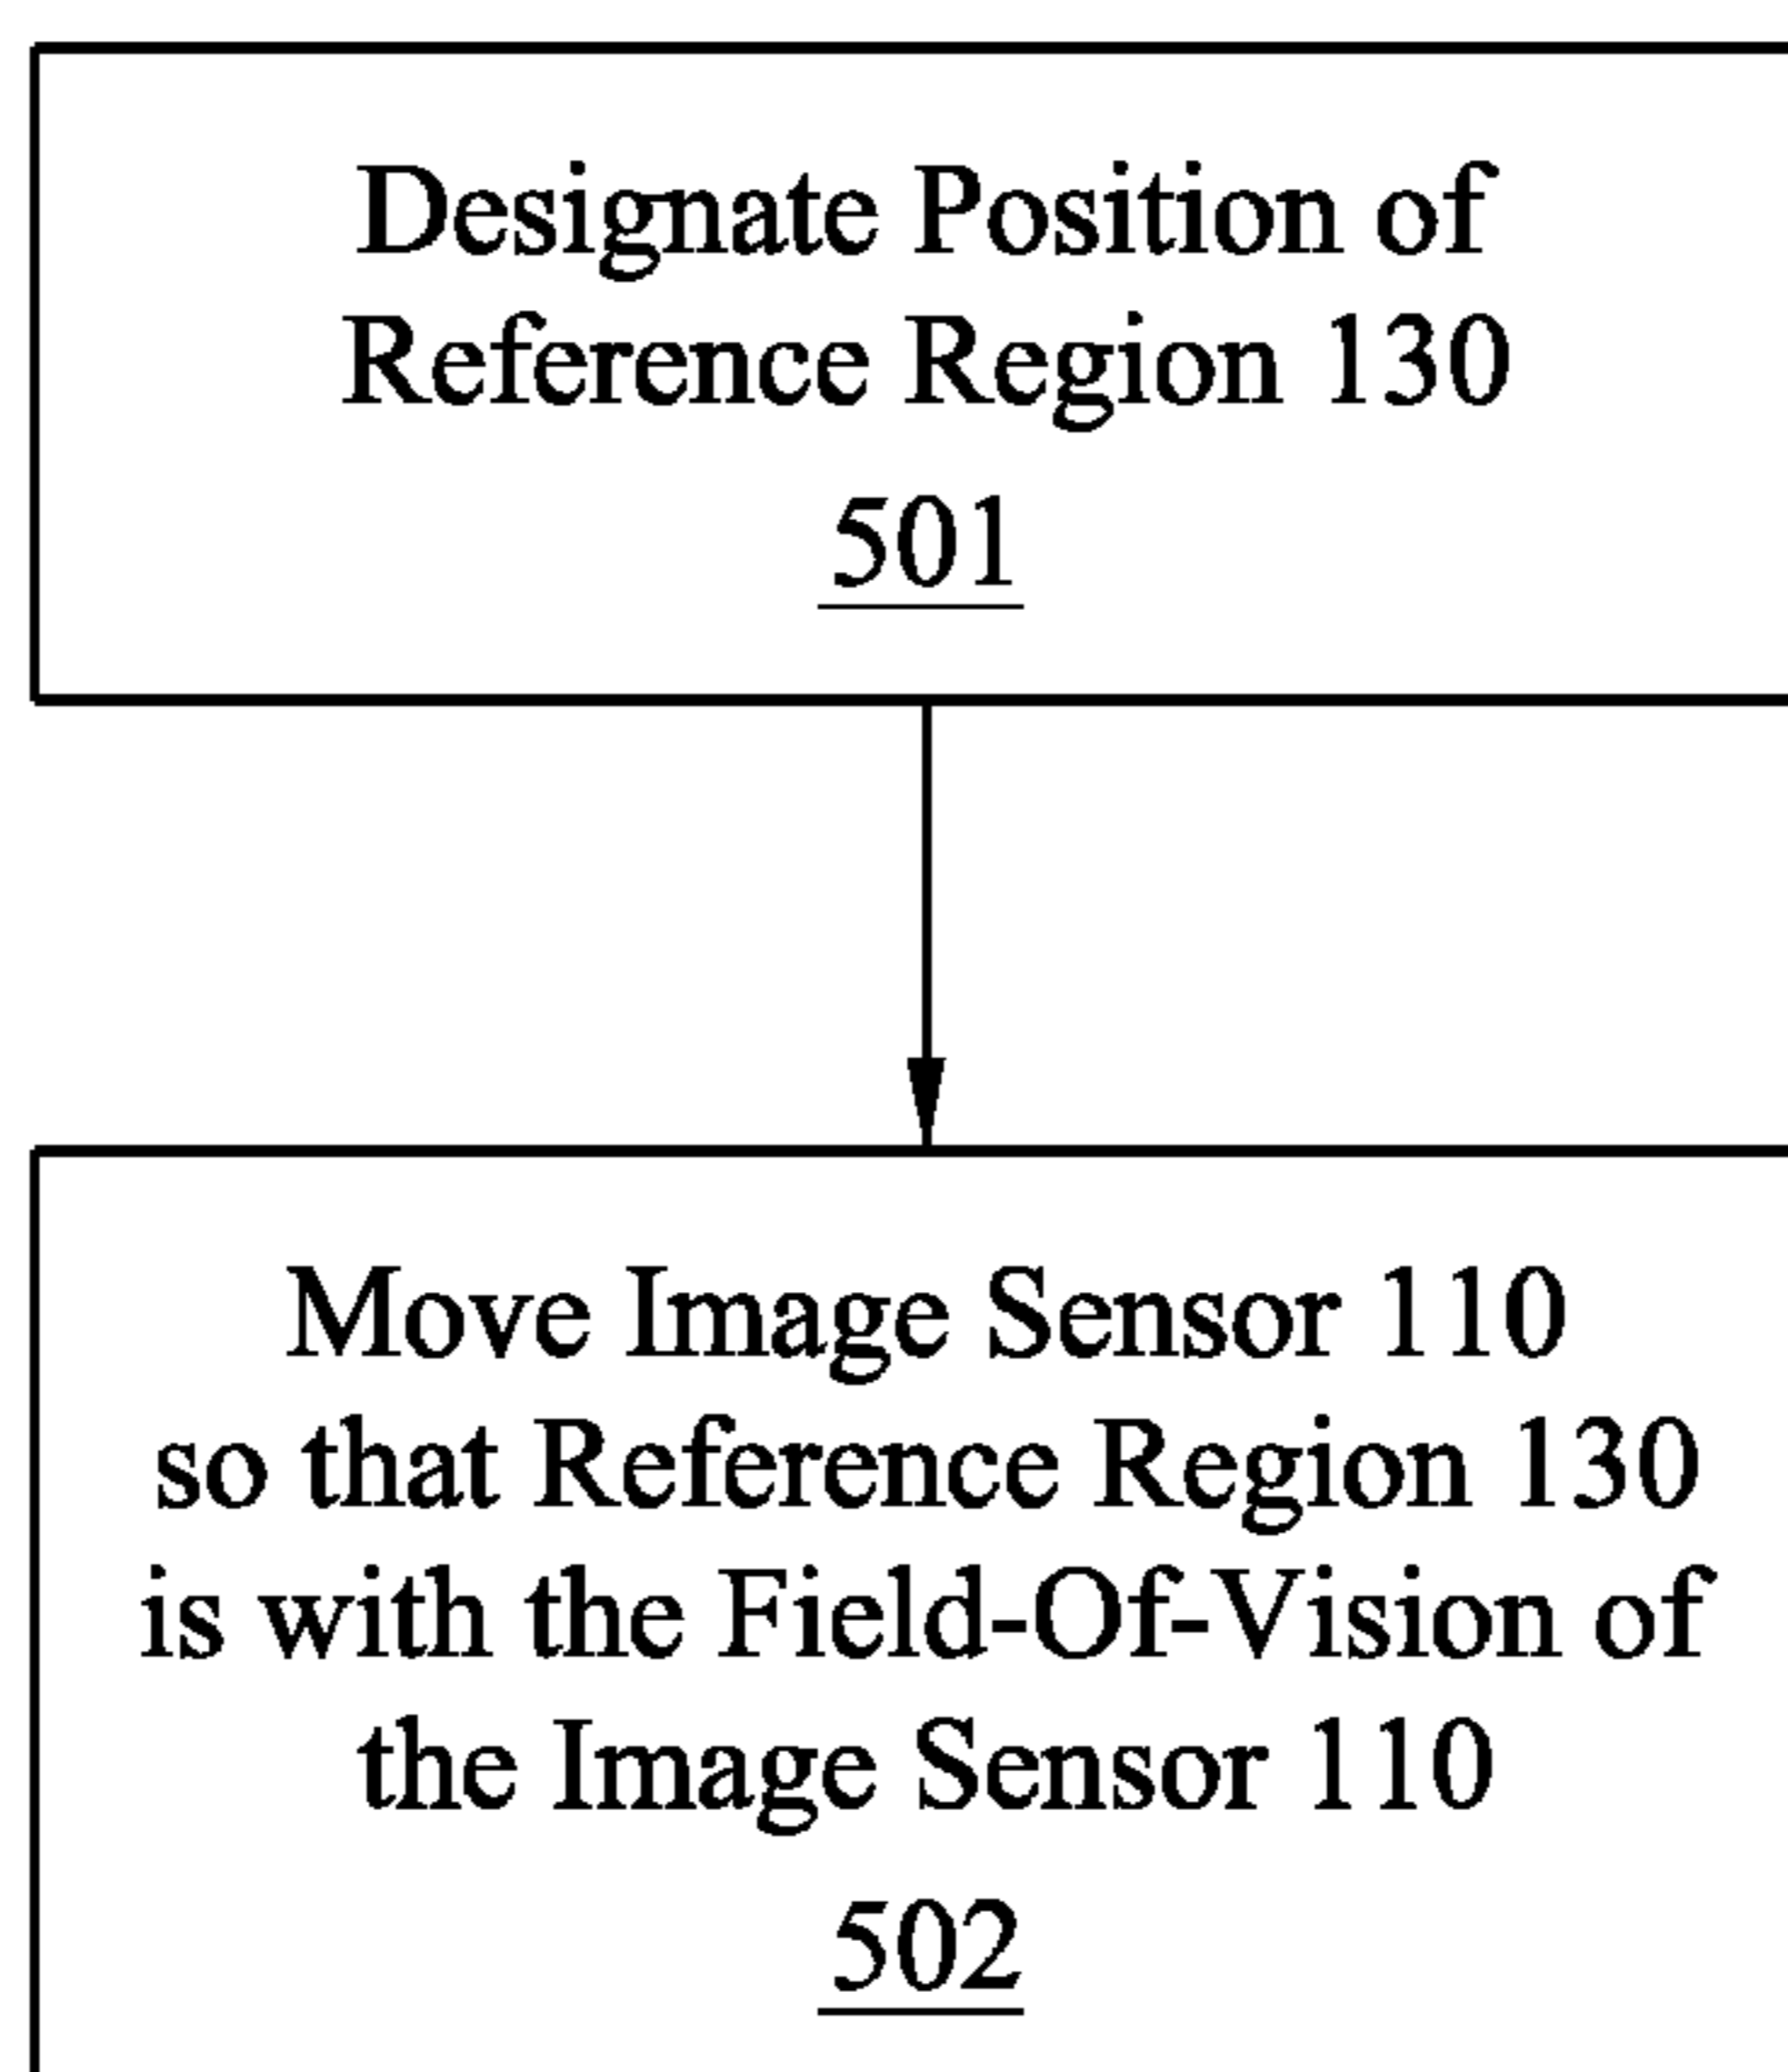 Designate Position of
Reference Region 130
501
Move Image Sensor 110
so that Reference Region 130
is with the Field-Of-Vision of
the Image Sensor 110
502